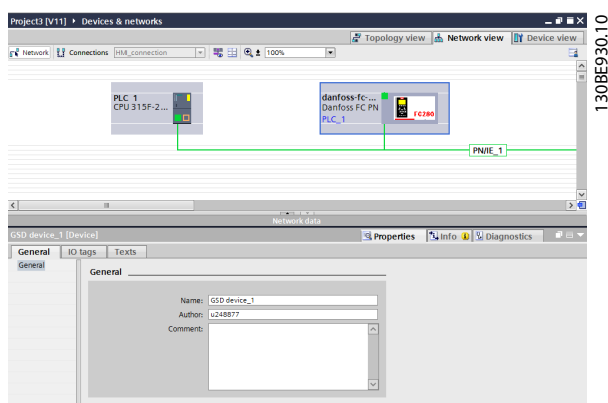 Project3 [V11] ▸ Devices & networks
Topology view Network view Device view
Network Connections HMI_connection 100%
PLC_1
CPU 315F-2...
danfoss-fc-...
Danfoss FC PN
PLC_1
FC280
PN/IE_1
Network data
GSD device_1 [Device]
Properties Info Diagnostics
General IO tags Texts
General
General
Name: GSD device_1
Author: u248877
Comment:
130BE930.10